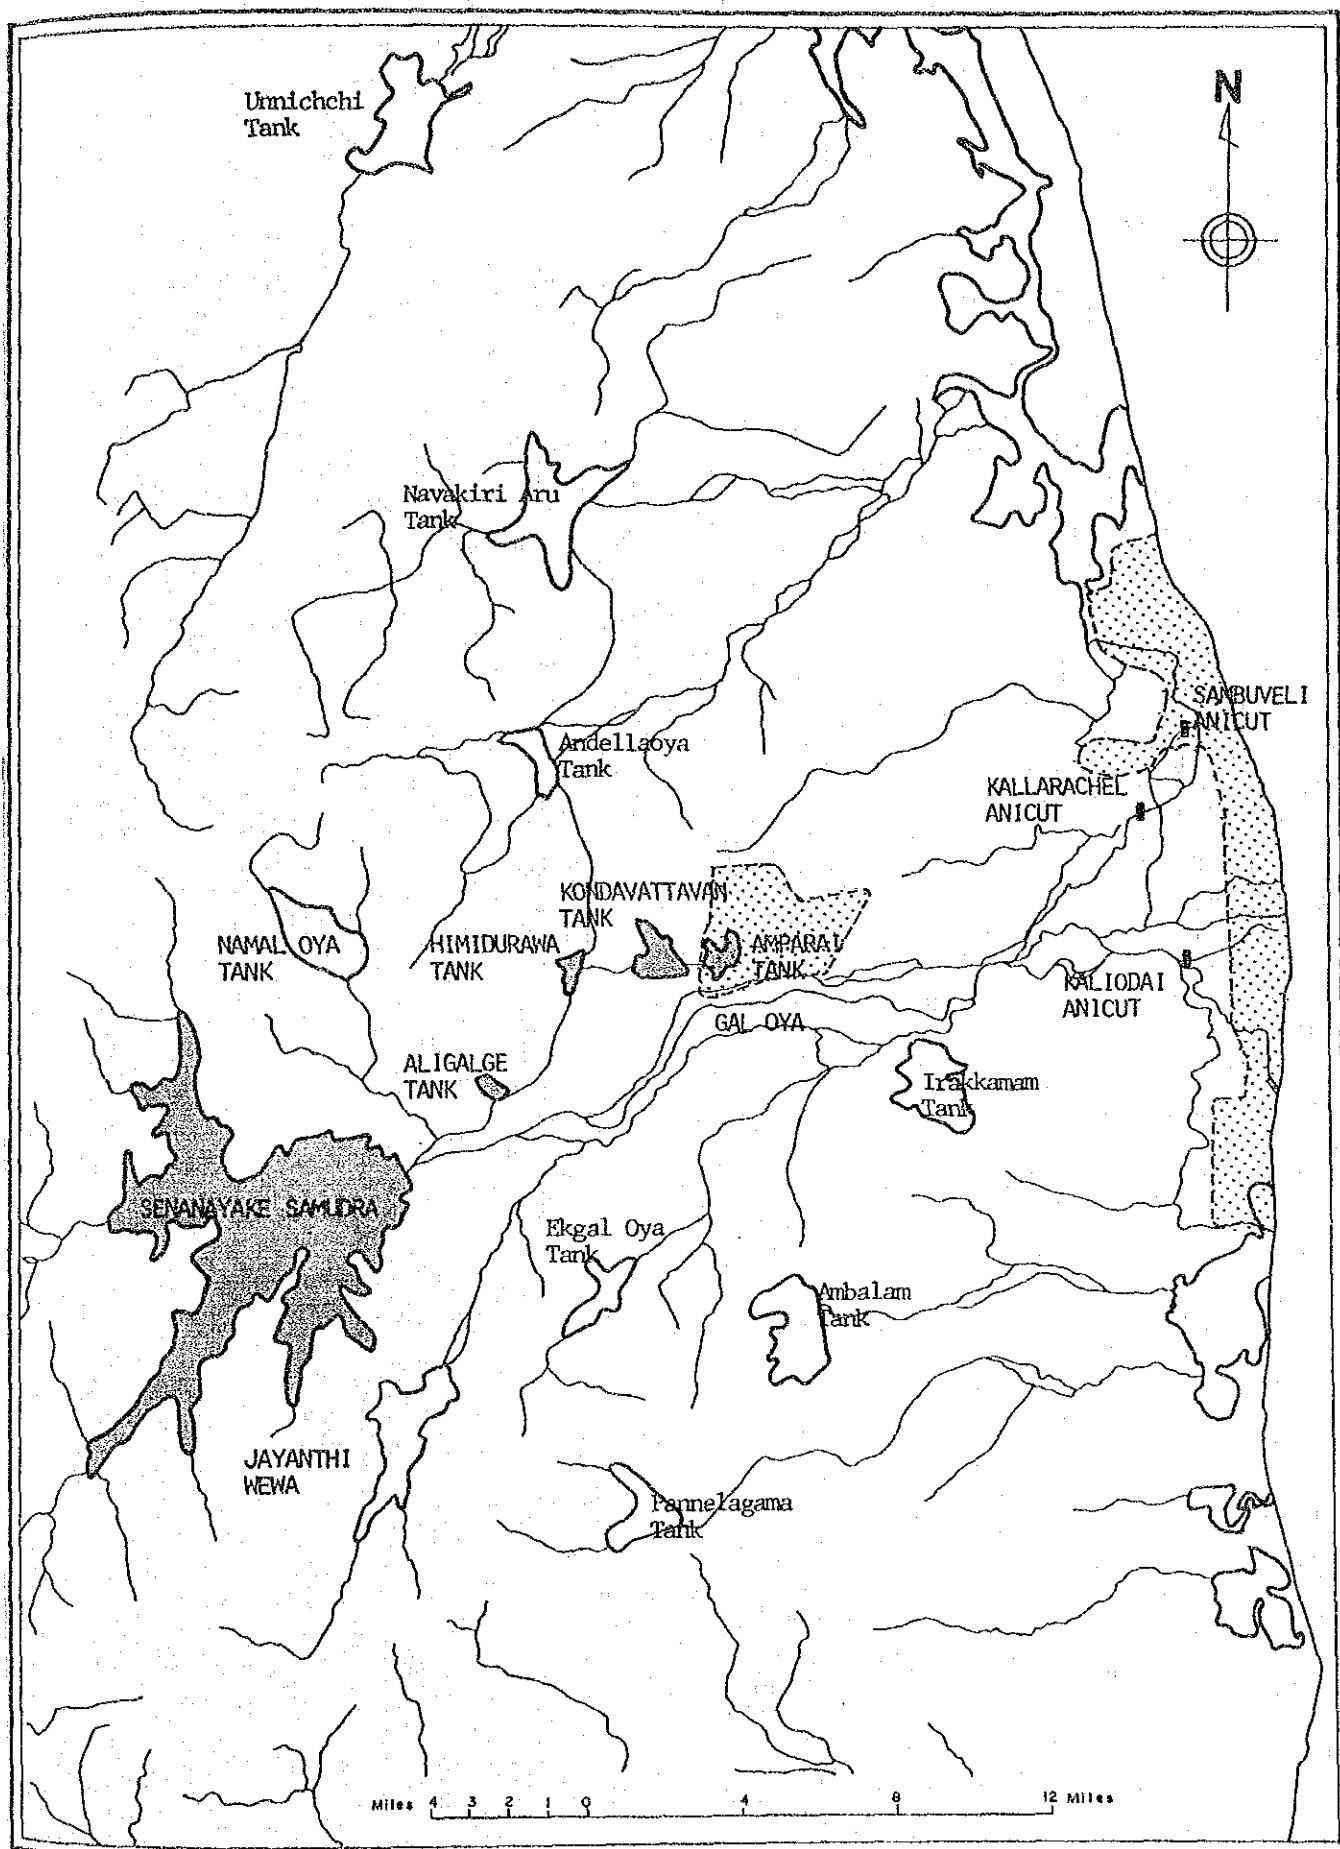 Unnichchi
Tank
N
Navakiri Aru
Tank
SAMBUVELI
ANICUT
Andellaoya
Tank
KALLARACHEL
ANICUT
KONDAVATTAVAN
TANK
NAMAL OYA
TANK
HIMIDURAWA
TANK
AMPARAI
TANK
KALIODAI
ANICUT
GAL OYA
ALIGALGE
TANK
Irakkamam
Tank
SENANAYAKE SAMUDRA
Ekgal Oya
Tank
Ambalam
Tank
JAYANTHI
WEWA
Pannelagama
Tank
Miles 4 3 2 1 0 4 8 12 Miles